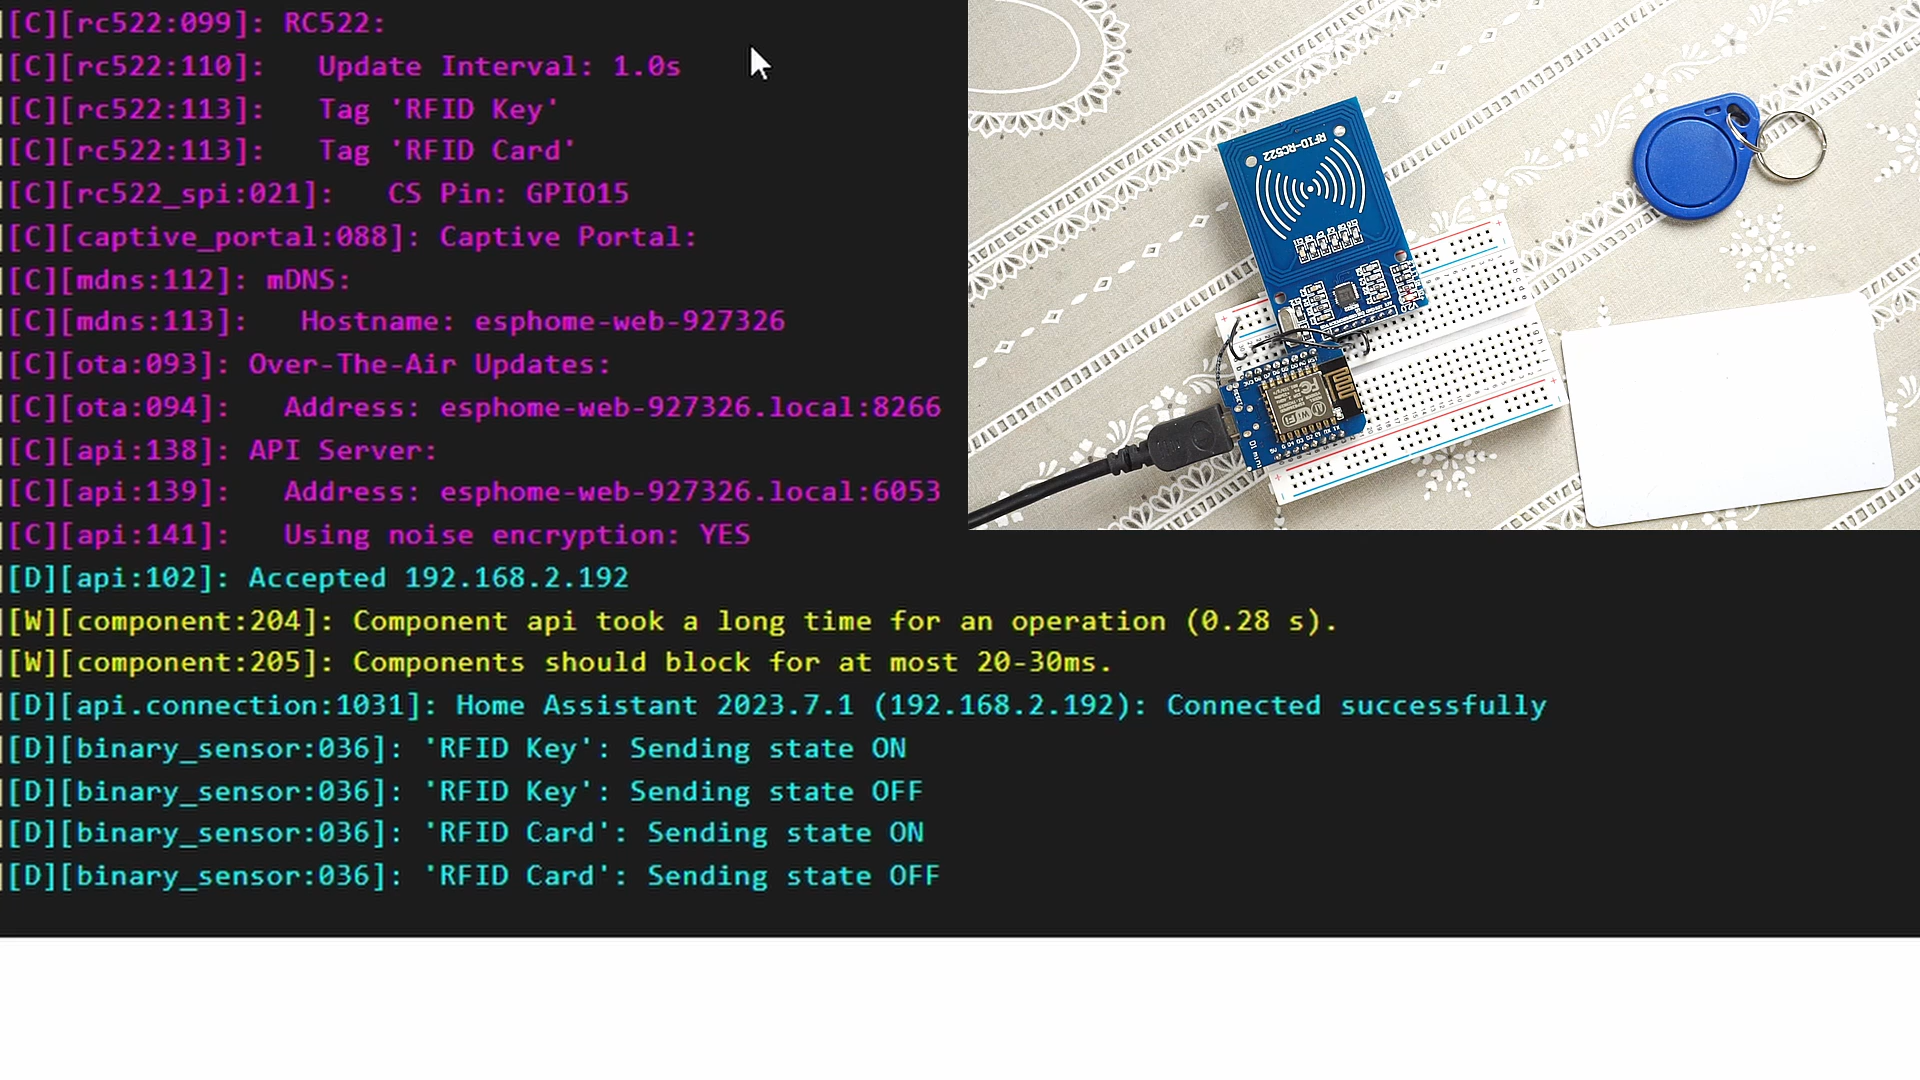 [C][rc522:099]: RC522:
[C][rc522:110]:   Update Interval: 1.0s
[C][rc522:113]:   Tag 'RFID Key'
[C][rc522:113]:   Tag 'RFID Card'
[C][rc522_spi:021]:   CS Pin: GPIO15
[C][captive_portal:088]: Captive Portal:
[C][mdns:112]: mDNS:
[C][mdns:113]:   Hostname: esphome-web-927326
[C][ota:093]: Over-The-Air Updates:
[C][ota:094]:   Address: esphome-web-927326.local:8266
[C][api:138]: API Server:
[C][api:139]:   Address: esphome-web-927326.local:6053
[C][api:141]:   Using noise encryption: YES
[D][api:102]: Accepted 192.168.2.192
[W][component:204]: Component api took a long time for an operation (0.28 s).
[W][component:205]: Components should block for at most 20-30ms.
[D][api.connection:1031]: Home Assistant 2023.7.1 (192.168.2.192): Connected successfully
[D][binary_sensor:036]: 'RFID Key': Sending state ON
[D][binary_sensor:036]: 'RFID Key': Sending state OFF
[D][binary_sensor:036]: 'RFID Card': Sending state ON
[D][binary_sensor:036]: 'RFID Card': Sending state OFF
RFID-RC522
D1 mini